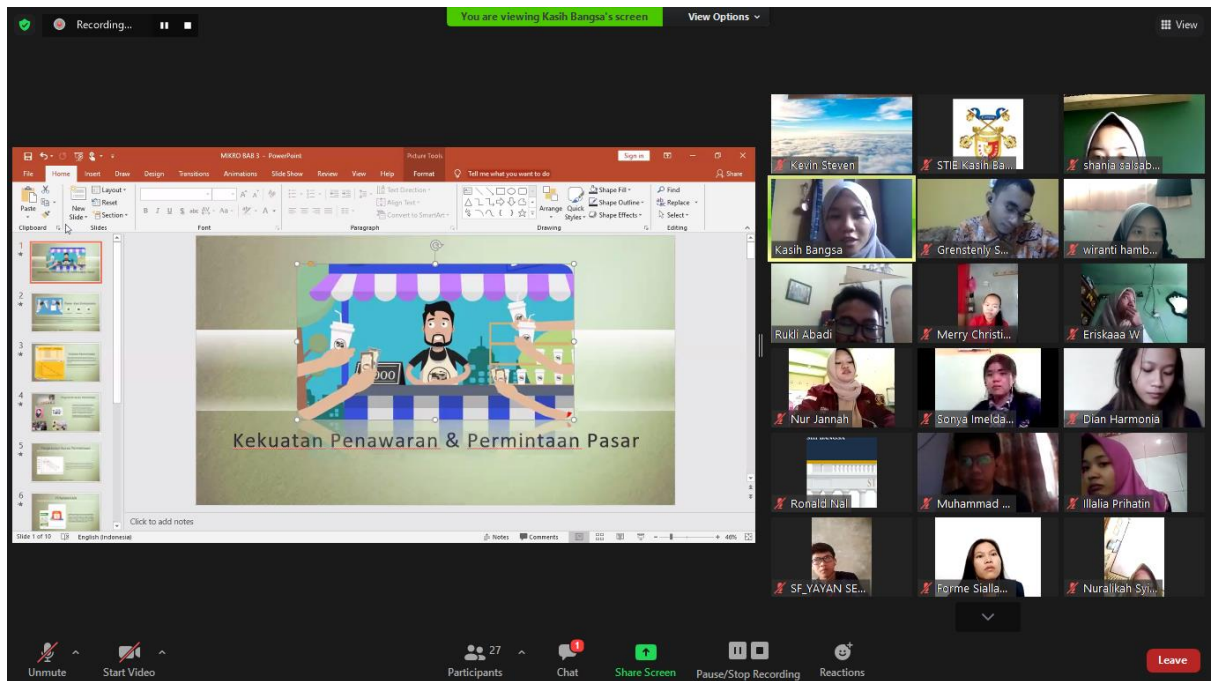 Recording...
You are viewing Kasih Bangsa's screen
View Options
View
MIKRO BAB 3 - PowerPoint
Picture Tools
Sign in
File Home Insert Draw Design Transitions Animations Slide Show Review View Help Format Tell me what you want to do Share
Paste
New Slide
Layout
Reset
Section
Text Direction
Align Text
Convert to SmartArt
Arrange
Quick Styles
Shape Fill
Shape Outline
Shape Effects
Find
Replace
Select
Clipboard Slides Font Paragraph Drawing Editing
1
2
3
4
5
6
Kekuatan Penawaran & Permintaan Pasar
Click to add notes
Slide 1 of 10 English (Indonesia) Notes Comments 46%
Kevin Steven
STIE Kasih Ba...
shania salsab...
Kasih Bangsa
Grenstenly S...
wiranti hamb...
Rukli Abadi
Merry Christi...
Eriskaaa W
Nur Jannah
Sonya Imelda...
Dian Harmonia
Ronald Nal
Muhammad ...
Illalia Prihatin
SF_YAYAN SE...
Forme Sialla...
Nuralikah Syi...
Unmute
Start Video
27
Participants
1
Chat
Share Screen
Pause/Stop Recording
Reactions
Leave